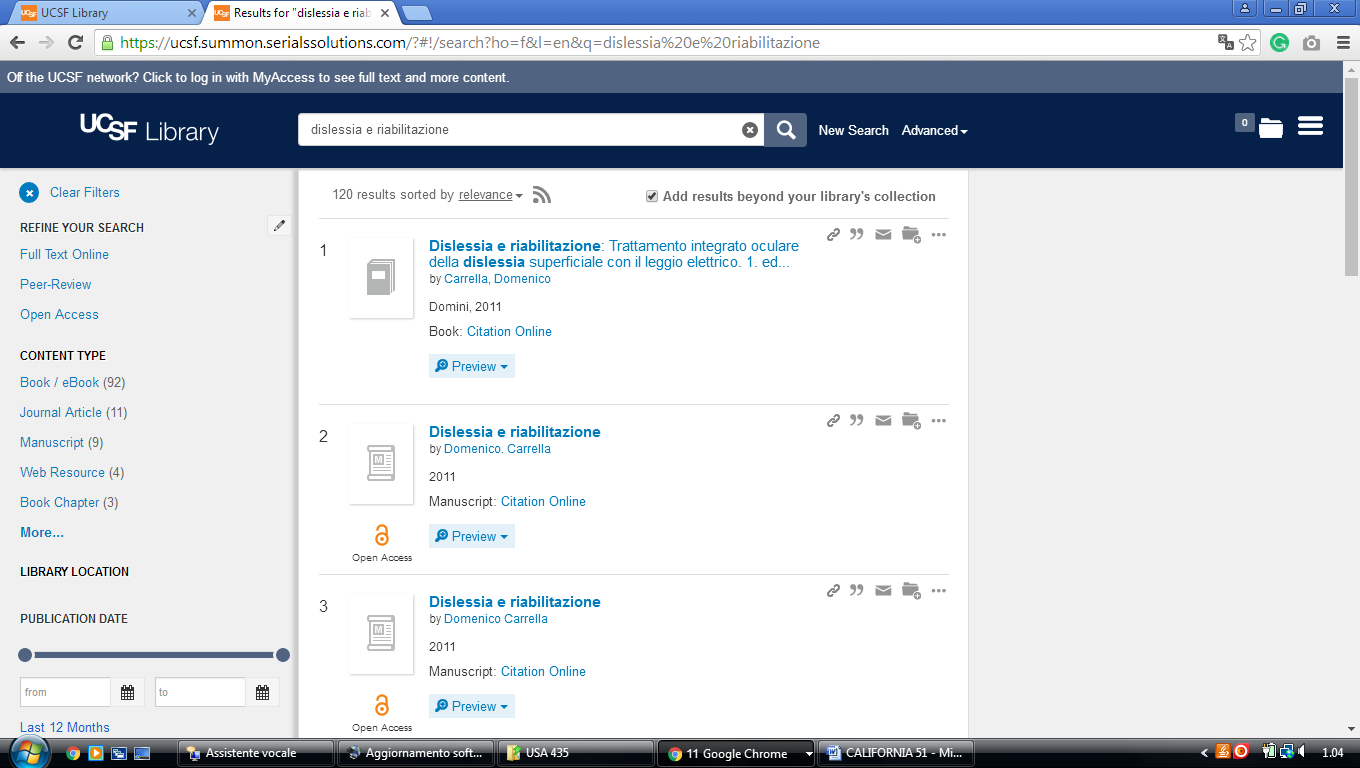 UCSF Library
Results for "dislessia e riab
https://ucsf.summon.serialssolutions.com/?#!/search?ho=f&l=en&q=dislessia%20e%20riabilitazione
Off the UCSF network? Click to log in with MyAccess to see full text and more content.
UCSF Library
dislessia e riabilitazione
New Search
Advanced
0
Clear Filters
REFINE YOUR SEARCH
Full Text Online
Peer-Review
Open Access
CONTENT TYPE
Book / eBook (92)
Journal Article (11)
Manuscript (9)
Web Resource (4)
Book Chapter (3)
More...
LIBRARY LOCATION
PUBLICATION DATE
from
to
Last 12 Months
120 results sorted by relevance
Add results beyond your library's collection
1
Dislessia e riabilitazione: Trattamento integrato oculare
della dislessia superficiale con il leggio elettrico. 1. ed...
by Carrella, Domenico
Domini, 2011
Book: Citation Online
Preview
2
Dislessia e riabilitazione
by Domenico. Carrella
2011
Manuscript: Citation Online
Preview
Open Access
3
Dislessia e riabilitazione
by Domenico Carrella
2011
Manuscript: Citation Online
Preview
Open Access
Assistente vocale
Aggiornamento soft...
USA 435
11 Google Chrome
CALIFORNIA 51 - Mi...
1.04